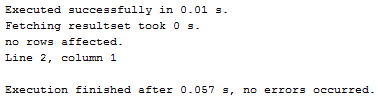 Executed successfully in 0.01 s.
Fetching resultset took 0 s.
no rows affected.
Line 2, column 1
Execution finished after 0.057 s, no errors occurred.